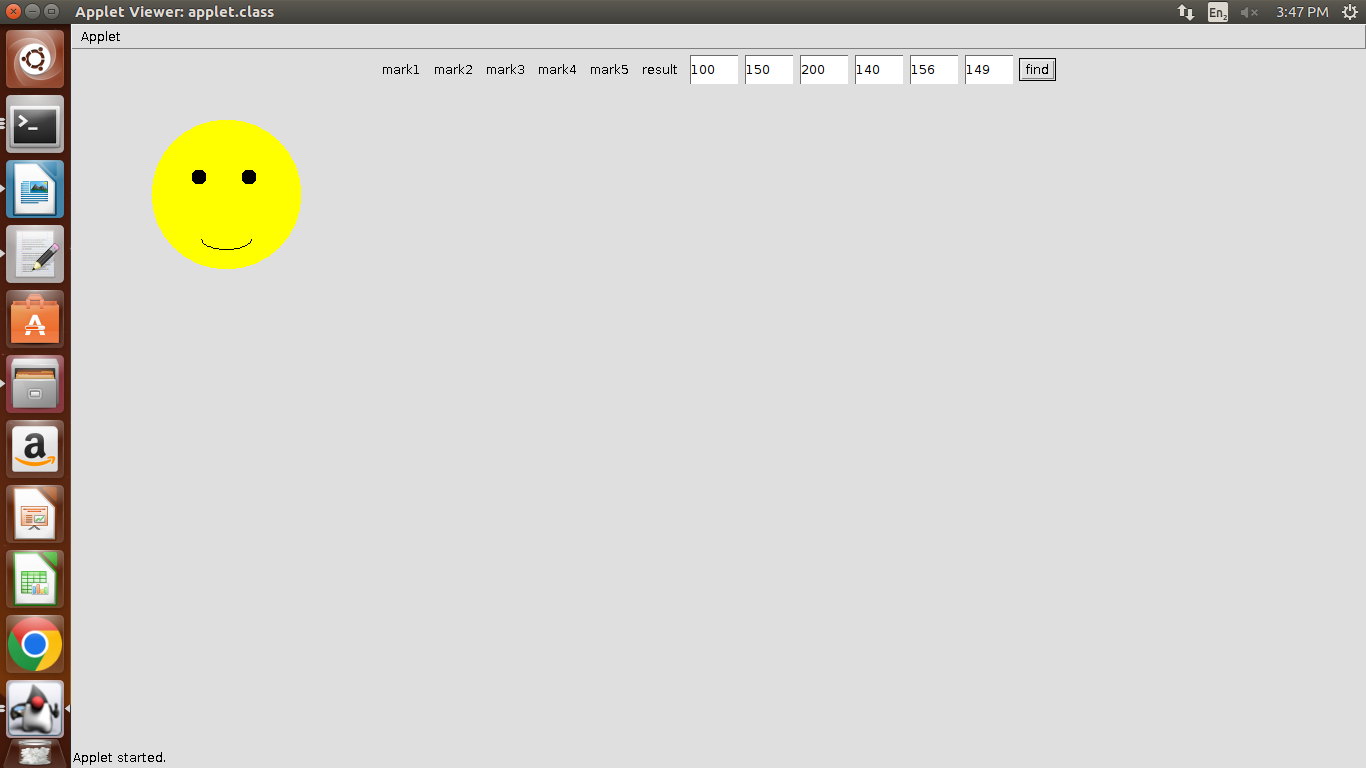 Applet Viewer: applet.class
En2
3:47 PM
Applet
mark1 mark2 mark3 mark4 mark5 result 100 150 200 140 156 149 find
>_
A
a
Applet started.